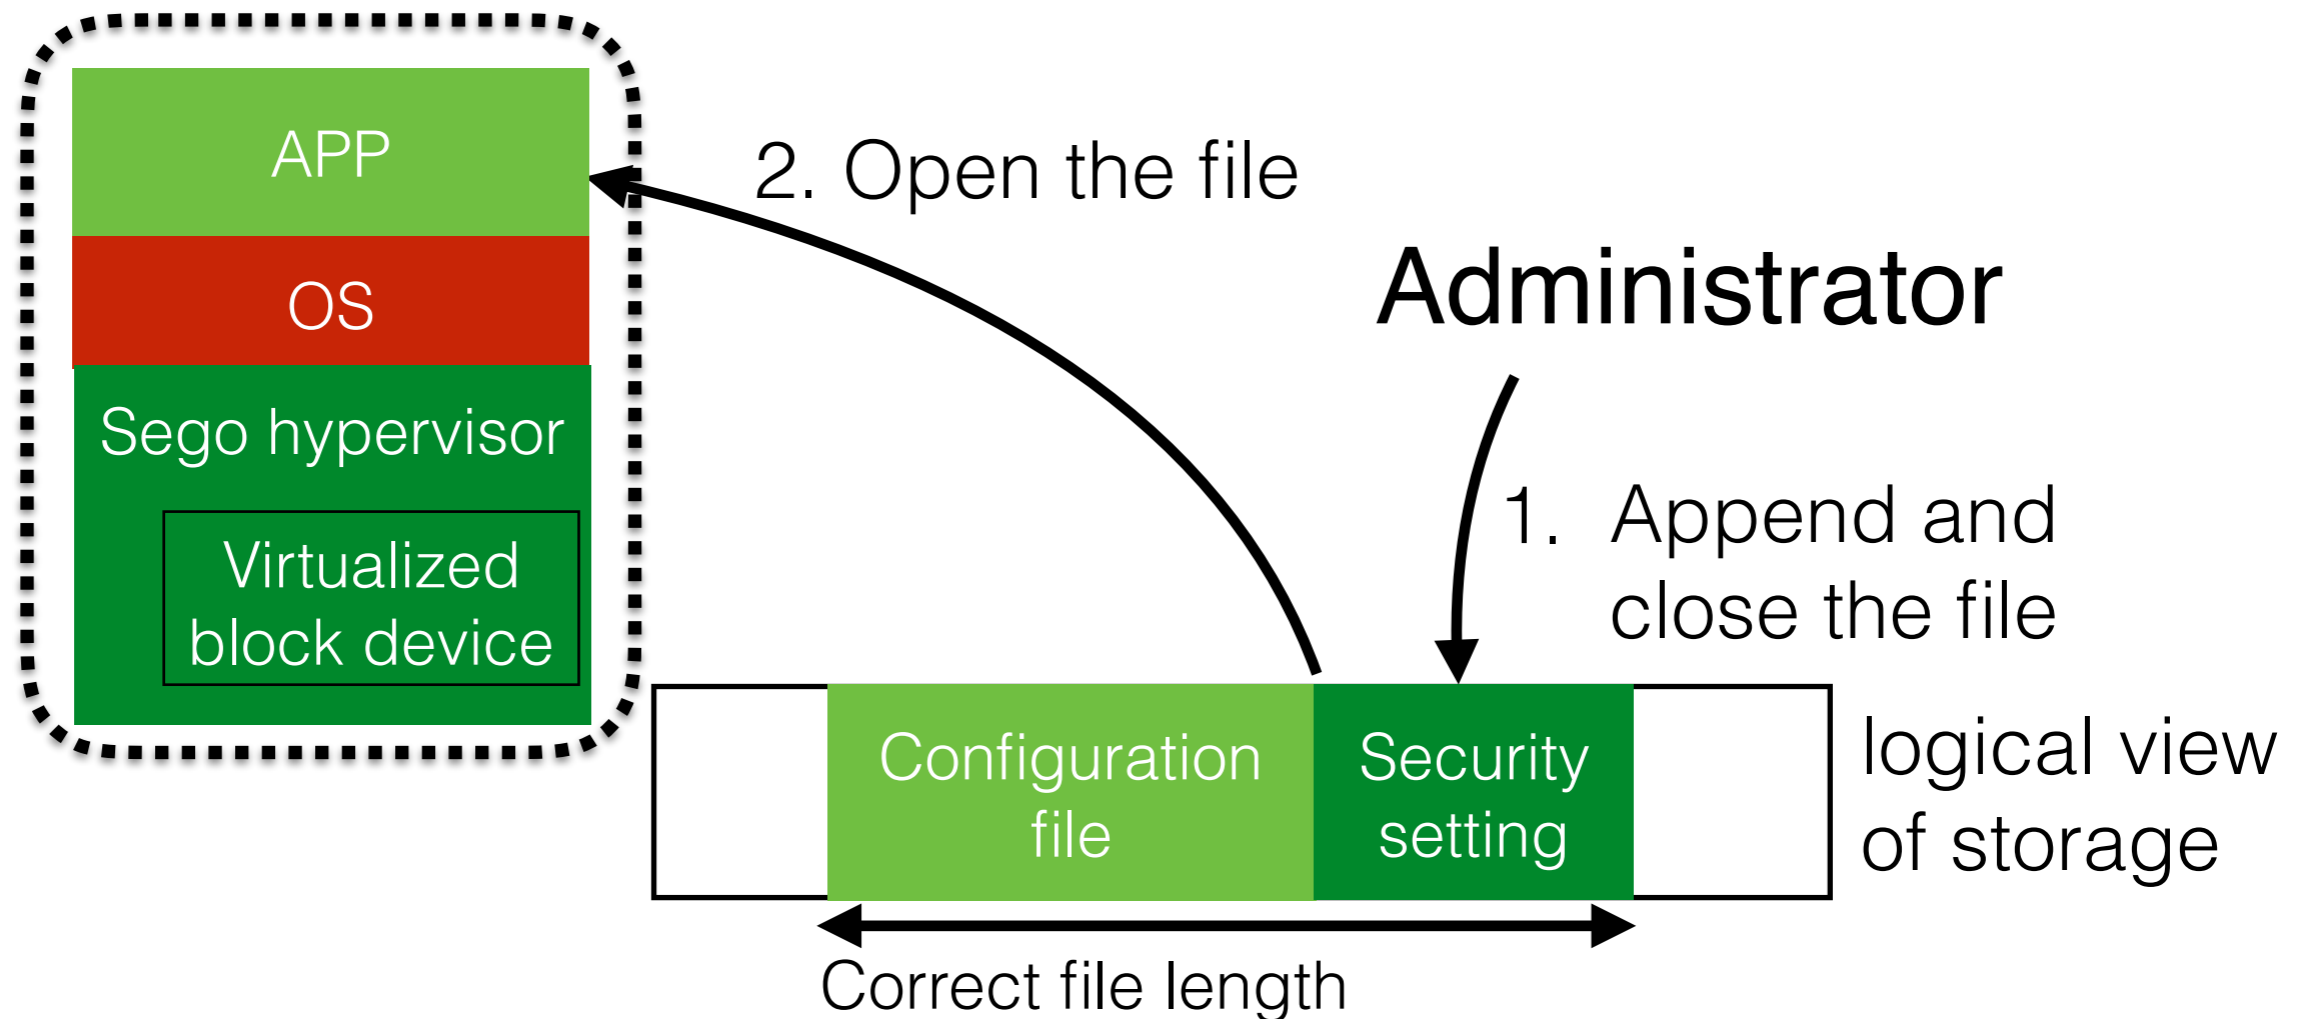 APP
OS
Sego hypervisor
Virtualized
block device
2. Open the file
Administrator
1. Append and
close the file
Configuration
file
Security
setting
logical view
of storage
Correct file length